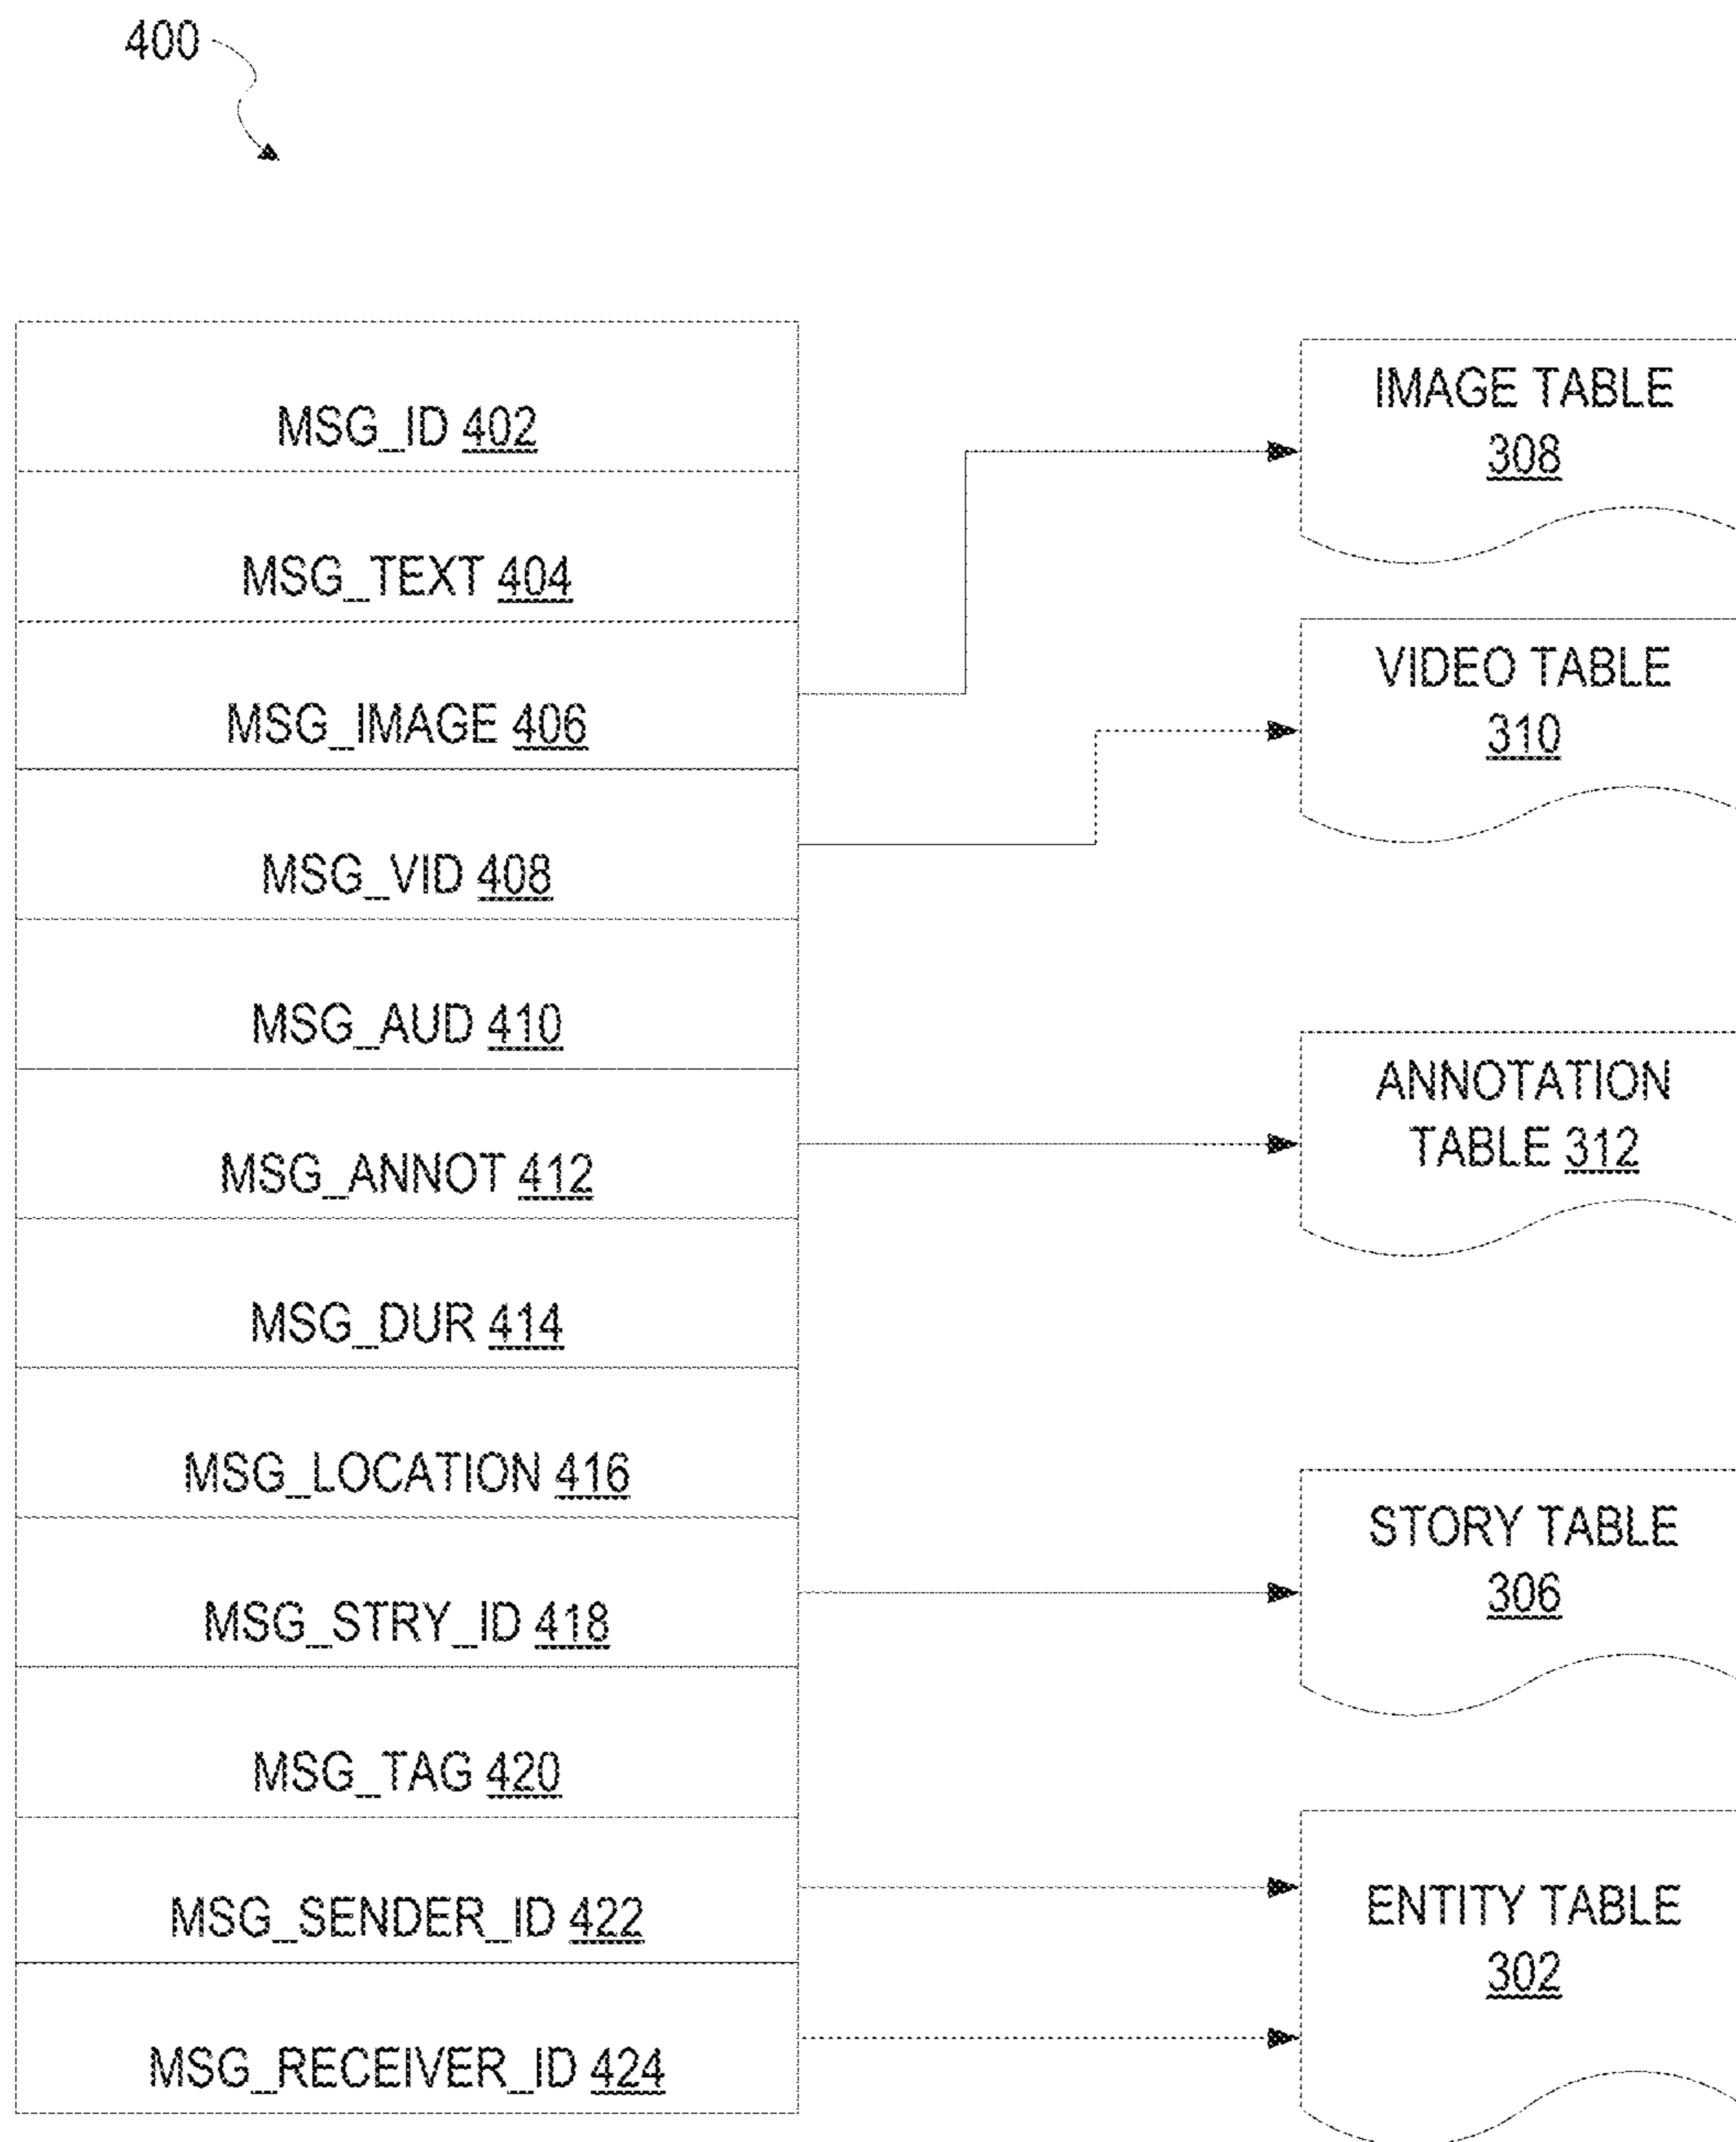 400
MSG_ID 402
MSG_TEXT 404
MSG_IMAGE 406
MSG_VID 408
MSG_AUD 410
MSG_ANNOT 412
MSG_DUR 414
MSG_LOCATION 416
MSG_STRY_ID 418
MSG_TAG 420
MSG_SENDER_ID 422
MSG_RECEIVER_ID 424
IMAGE TABLE
308
VIDEO TABLE
310
ANNOTATION
TABLE 312
STORY TABLE
306
ENTITY TABLE
302